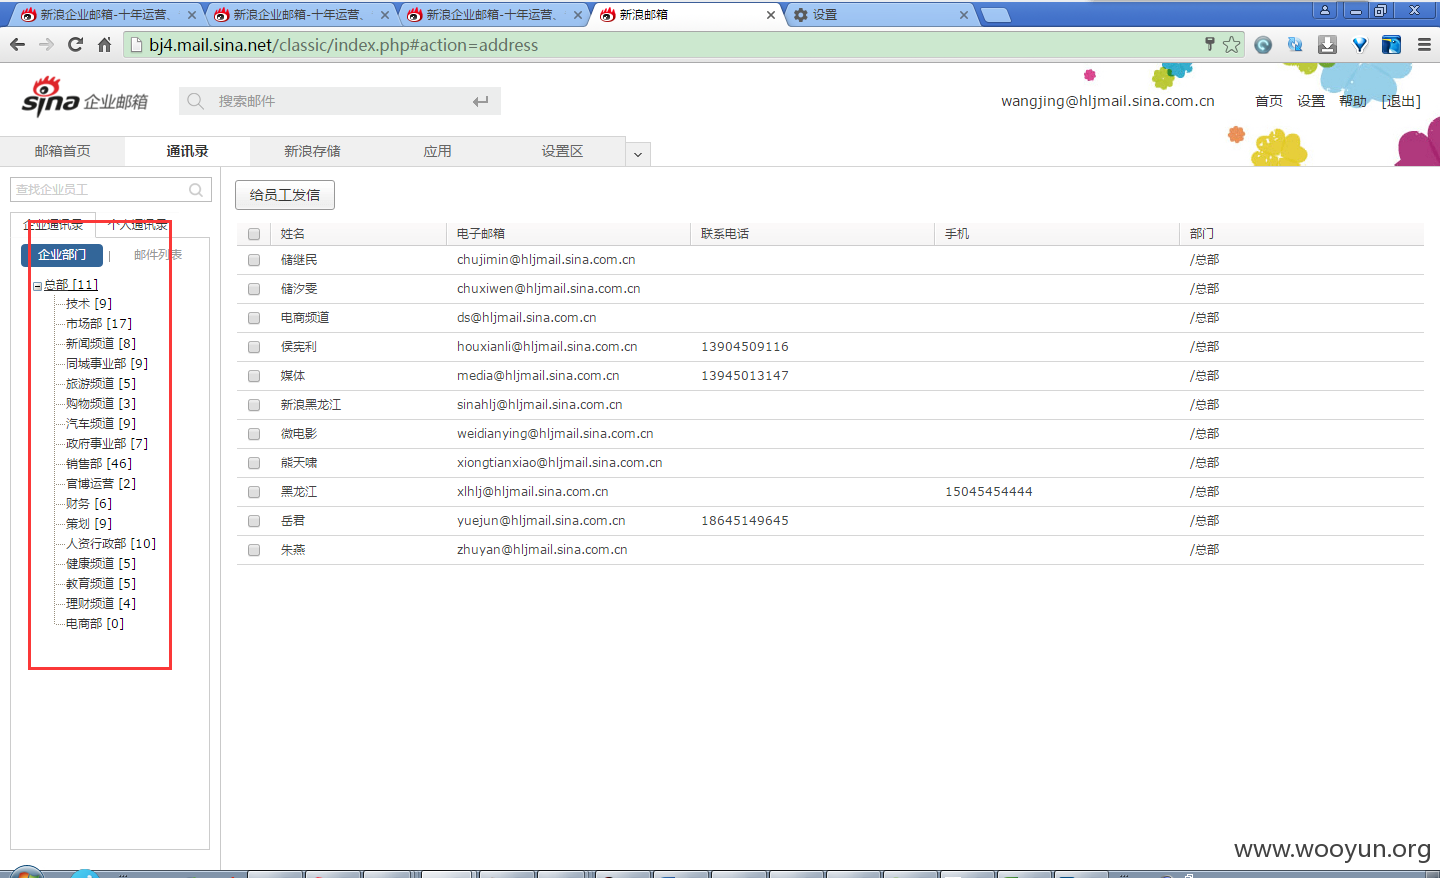 新浪企业邮箱-十年运营、
新浪企业邮箱-十年运营、
新浪企业邮箱-十年运营、
新浪邮箱
设置
bj4.mail.sina.net/classic/index.php#action=address
sina 企业邮箱
搜索邮件
wangjing@hljmail.sina.com.cn
首页 设置 帮助 [退出]
邮箱首页 通讯录 新浪存储 应用 设置区
查找企业员工
给员工发信
企业通讯录 个人通讯录
企业部门 | 邮件列表
总部 [11]
技术 [9]
市场部 [17]
新闻频道 [8]
同城事业部 [9]
旅游频道 [5]
购物频道 [3]
汽车频道 [9]
政府事业部 [7]
销售部 [46]
官博运营 [2]
财务 [6]
策划 [9]
人资行政部 [10]
健康频道 [5]
教育频道 [5]
理财频道 [4]
电商部 [0]
姓名 电子邮箱 联系电话 手机 部门
储继民 chujimin@hljmail.sina.com.cn /总部
储汐雯 chuxiwen@hljmail.sina.com.cn /总部
电商频道 ds@hljmail.sina.com.cn /总部
侯宪利 houxianli@hljmail.sina.com.cn 13904509116 /总部
媒体 media@hljmail.sina.com.cn 13945013147 /总部
新浪黑龙江 sinahlj@hljmail.sina.com.cn /总部
微电影 weidianying@hljmail.sina.com.cn /总部
熊天啸 xiongtianxiao@hljmail.sina.com.cn /总部
黑龙江 xlhlj@hljmail.sina.com.cn 15045454444 /总部
岳君 yuejun@hljmail.sina.com.cn 18645149645 /总部
朱燕 zhuyan@hljmail.sina.com.cn /总部
www.wooyun.org